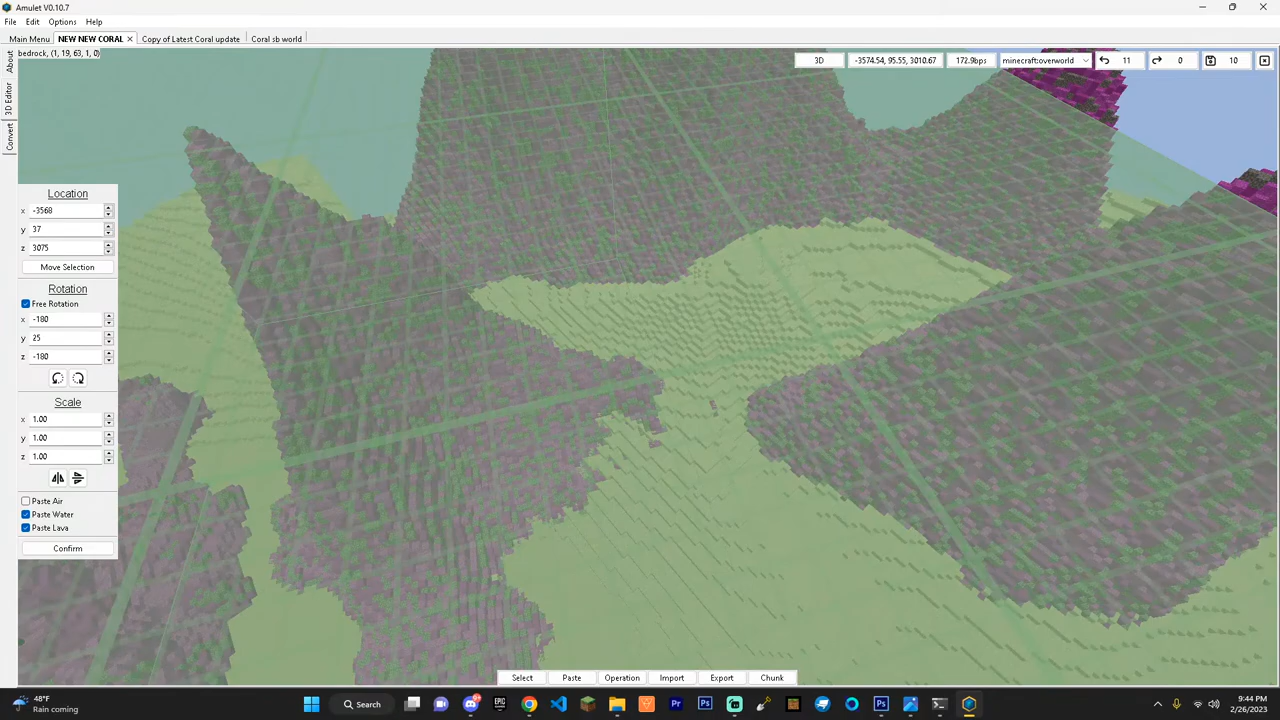 Amulet V0.10.7
File Edit Options Help
Main Menu NEW NEW CORAL Copy of Latest Coral update Coral sb world
bedrock, (1, 19, 63, 1, 0)
3D -3574.54, 95.55, 3010.67 172.9bps minecraft:overworld 11 0 10
About
3D Editor
Convert
Location
x -3568
y 37
z 3075
Move Selection
Rotation
Free Rotation
x -180
y 25
z -180
Scale
x 1.00
y 1.00
z 1.00
Paste Air
Paste Water
Paste Lava
Confirm
Select Paste Operation Import Export Chunk
48°F
Rain coming
Search
EPIC
Pr
Ps
Ps
9:44 PM
2/26/2023